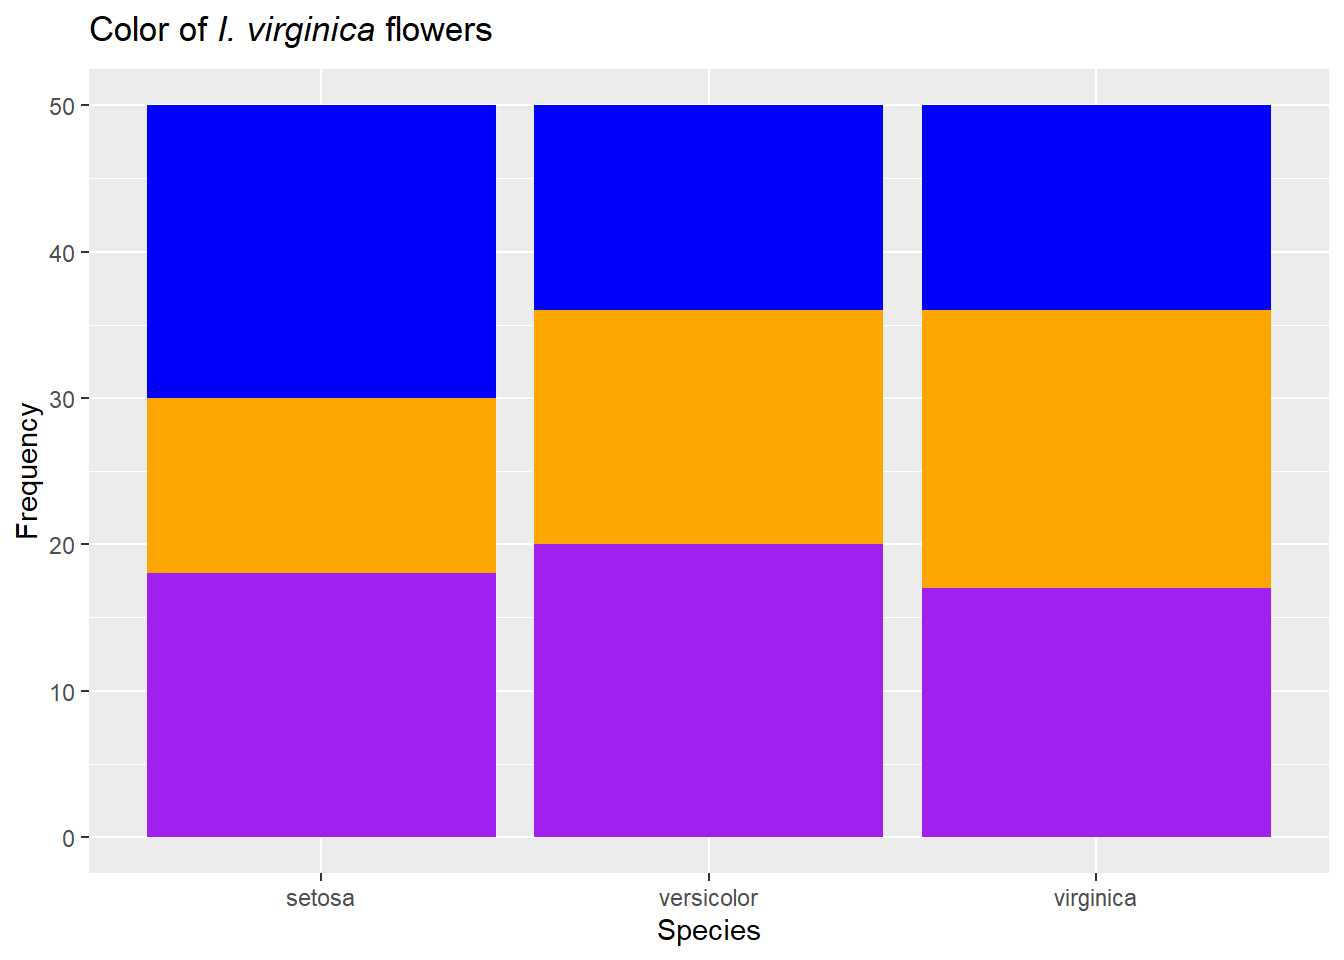 Color of I. virginica flowers
50
40
30
20
10
0
Frequency
setosa
versicolor
virginica
Species